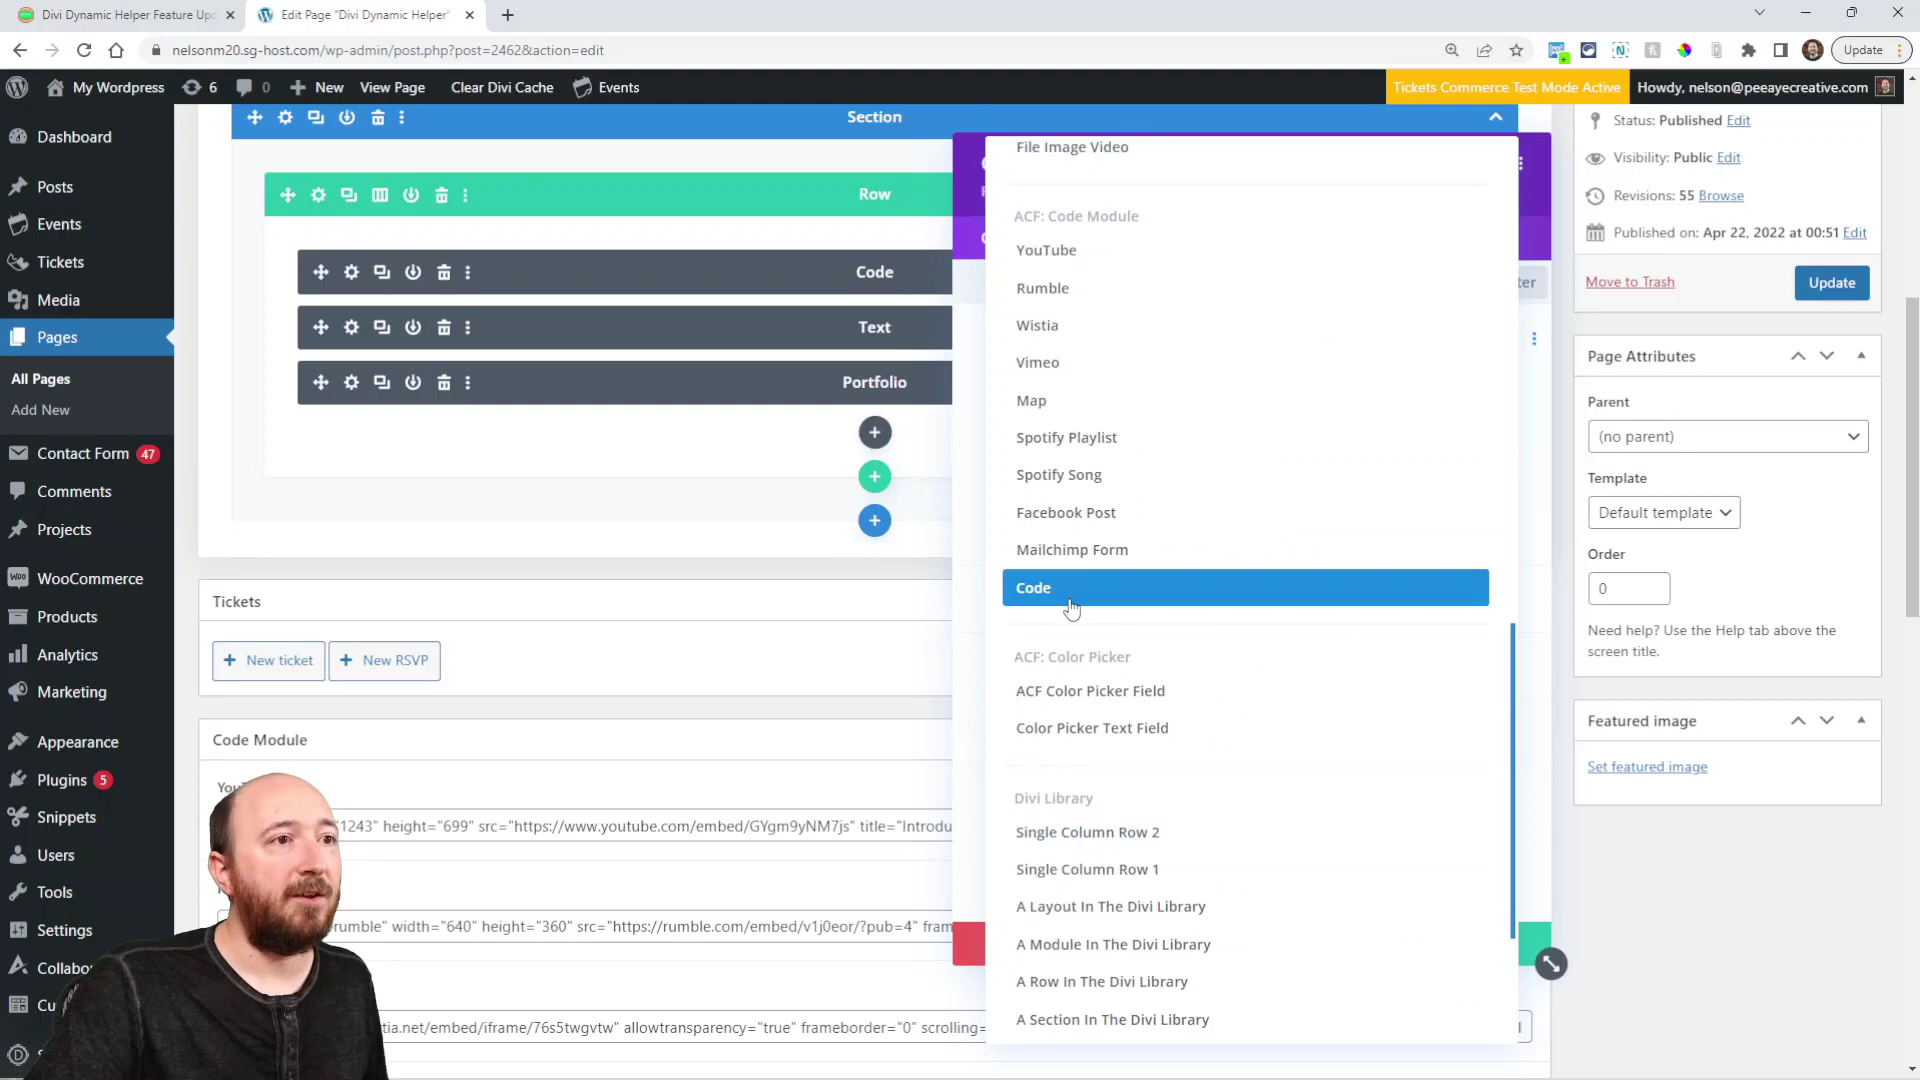 Divi Dynamic Helper Feature Up
Edit Page "Divi Dynamic Helper"
nelsonm20.sg-host.com/wp-admin/post.php?post=2462&action=edit
Update
My Wordpress
6
0
New
View Page
Clear Divi Cache
Events
Tickets Commerce Test Mode Active
Howdy, nelson@peeayecreative.com
Dashboard
Posts
Events
Tickets
Media
Pages
All Pages
Add New
Contact Form 47
Comments
Projects
WooCommerce
Products
Analytics
Marketing
Appearance
Plugins 5
Snippets
Users
Tools
Settings
Section
Row
Code
Text
Portfolio
Tickets
New ticket
New RSVP
Code Module
"1243" height="699" src="https://www.youtube.com/embed/GYgm9yNM7js" title="Introdu
rumble" width="640" height="360" src="https://rumble.com/embed/v1j0eor/?pub=4" fram
tia.net/embed/iframe/76s5twgvtw" allowtransparency="true" frameborder="0" scrolling=
File Image Video
ACF: Code Module
YouTube
Rumble
Wistia
Vimeo
Map
Spotify Playlist
Spotify Song
Facebook Post
Mailchimp Form
Code
ACF: Color Picker
ACF Color Picker Field
Color Picker Text Field
Divi Library
Single Column Row 2
Single Column Row 1
A Layout In The Divi Library
A Module In The Divi Library
A Row In The Divi Library
A Section In The Divi Library
Status: Published Edit
Visibility: Public Edit
Revisions: 55 Browse
Published on: Apr 22, 2022 at 00:51 Edit
Move to Trash
Update
Page Attributes
Parent
(no parent)
Template
Default template
Order
0
Need help? Use the Help tab above the
screen title.
Featured image
Set featured image